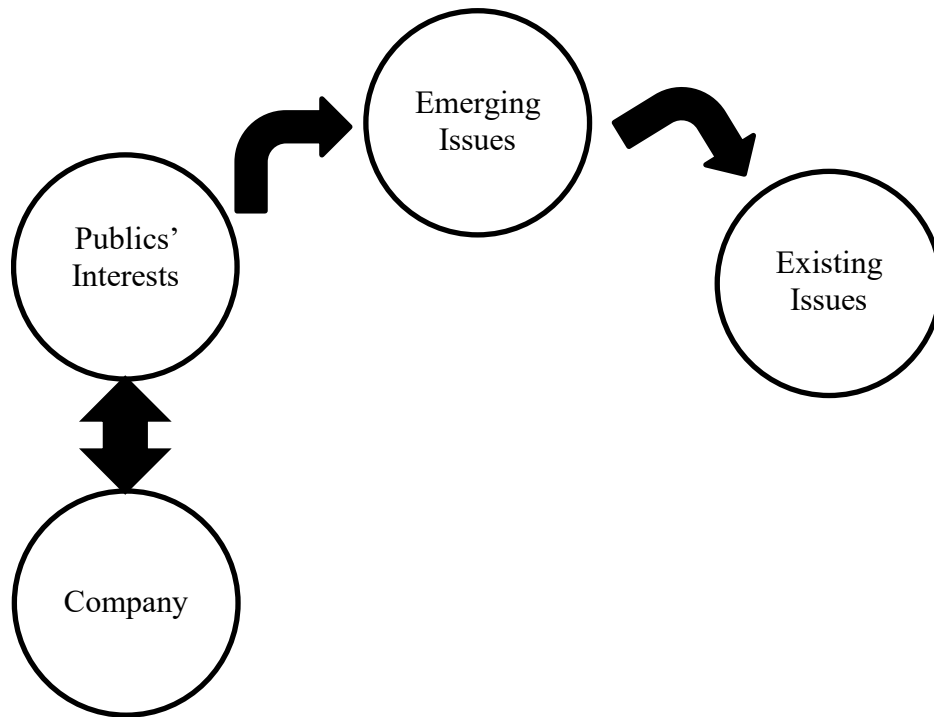 Emerging
Issues
Publics’
Interests
Existing
Issues
Company